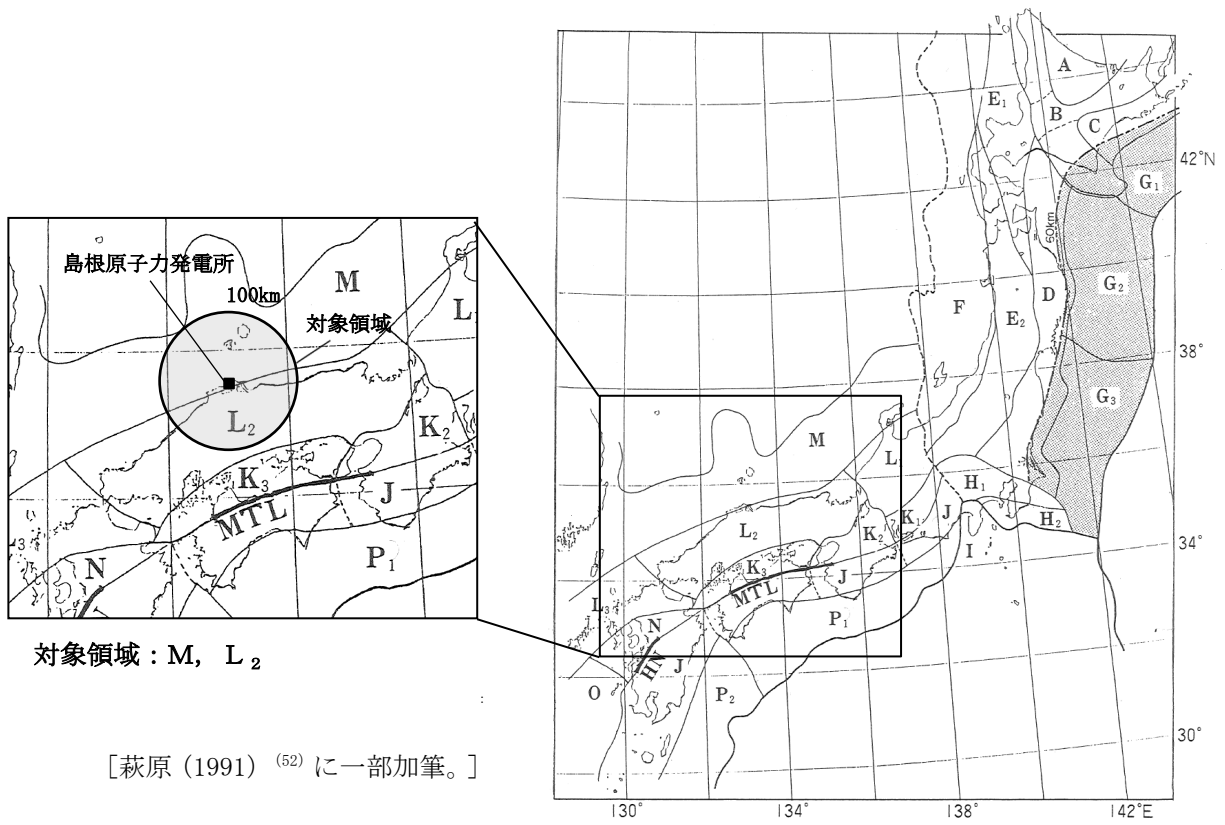 島根原子力発電所
100km
M
対象領域
L
L₂
K₂
K₃
J
MTL
P₁
L₃
N
対象領域：M，L₂
［萩原 (1991) (52) に一部加筆。］
A
E₁
B
C
42°N
G₁
60km
G₂
D
F
E₂
38°
G₃
M
L
H₁
L₂
K₁
J
H₂
K₂
I
34°
K₃
J
MTL
L₃
P₁
N
HN
J
O
P₂
30°
130°
134°
138°
142°E